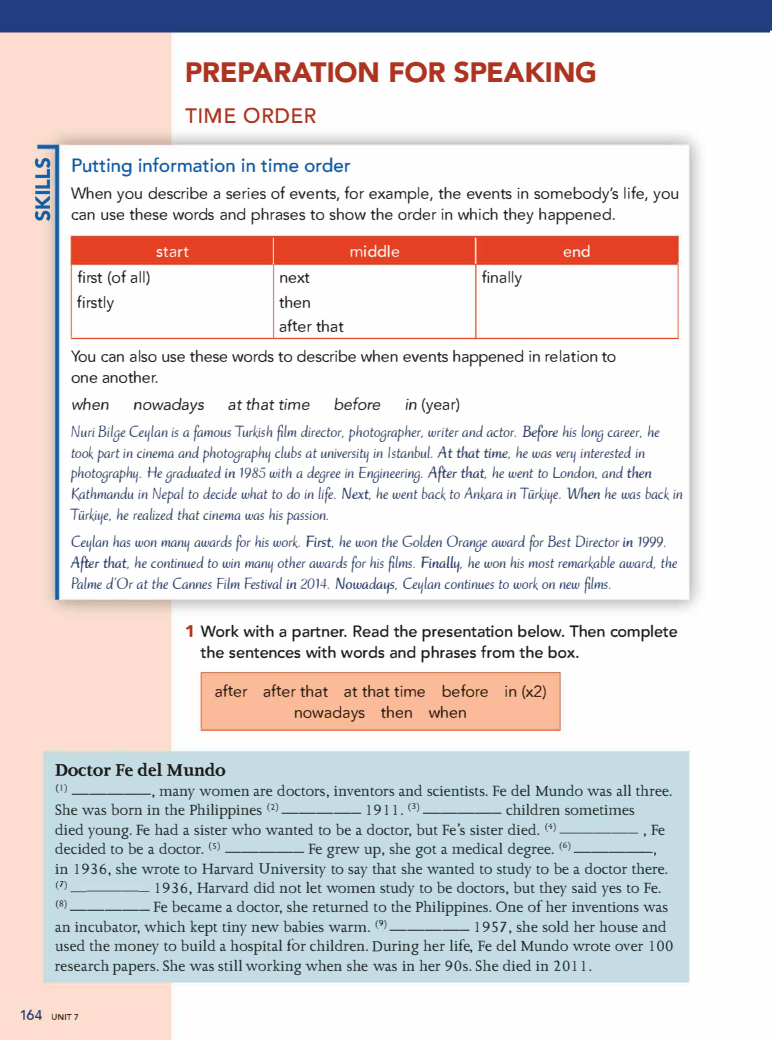 PREPARATION FOR SPEAKING
TIME ORDER
SKILLS
Putting information in time order
When you describe a series of events, for example, the events in somebody's life, you
can use these words and phrases to show the order in which they happened.
start middle end
first (of all) next finally
firstly then
after that
You can also use these words to describe when events happened in relation to
one another.
when nowadays at that time before in (year)
Nuri Bilge Ceylan is a famous Turkish film director, photographer, writer and actor. Before his long career, he
took part in cinema and photography clubs at university in Istanbul. At that time, he was very interested in
photography. He graduated in 1985 with a degree in Engineering. After that, he went to London, and then
Kathmandu in Nepal to decide what to do in life. Next, he went back to Ankara in Türkiye. When he was back in
Türkiye, he realized that cinema was his passion.
Ceylan has won many awards for his work. First, he won the Golden Orange award for Best Director in 1999.
After that, he continued to win many other awards for his films. Finally, he won his most remarkable award, the
Palme d'Or at the Cannes Film Festival in 2014. Nowadays, Ceylan continues to work on new films.
1 Work with a partner. Read the presentation below. Then complete
the sentences with words and phrases from the box.
after after that at that time before in (x2)
nowadays then when
Doctor Fe del Mundo
(1) __________, many women are doctors, inventors and scientists. Fe del Mundo was all three.
She was born in the Philippines (2) __________ 1911. (3) __________ children sometimes
died young. Fe had a sister who wanted to be a doctor, but Fe's sister died. (4) __________ , Fe
decided to be a doctor. (5) __________ Fe grew up, she got a medical degree. (6) __________,
in 1936, she wrote to Harvard University to say that she wanted to study to be a doctor there.
(7) __________ 1936, Harvard did not let women study to be doctors, but they said yes to Fe.
(8) __________ Fe became a doctor, she returned to the Philippines. One of her inventions was
an incubator, which kept tiny new babies warm. (9) __________ 1957, she sold her house and
used the money to build a hospital for children. During her life, Fe del Mundo wrote over 100
research papers. She was still working when she was in her 90s. She died in 2011.
164 UNIT 7